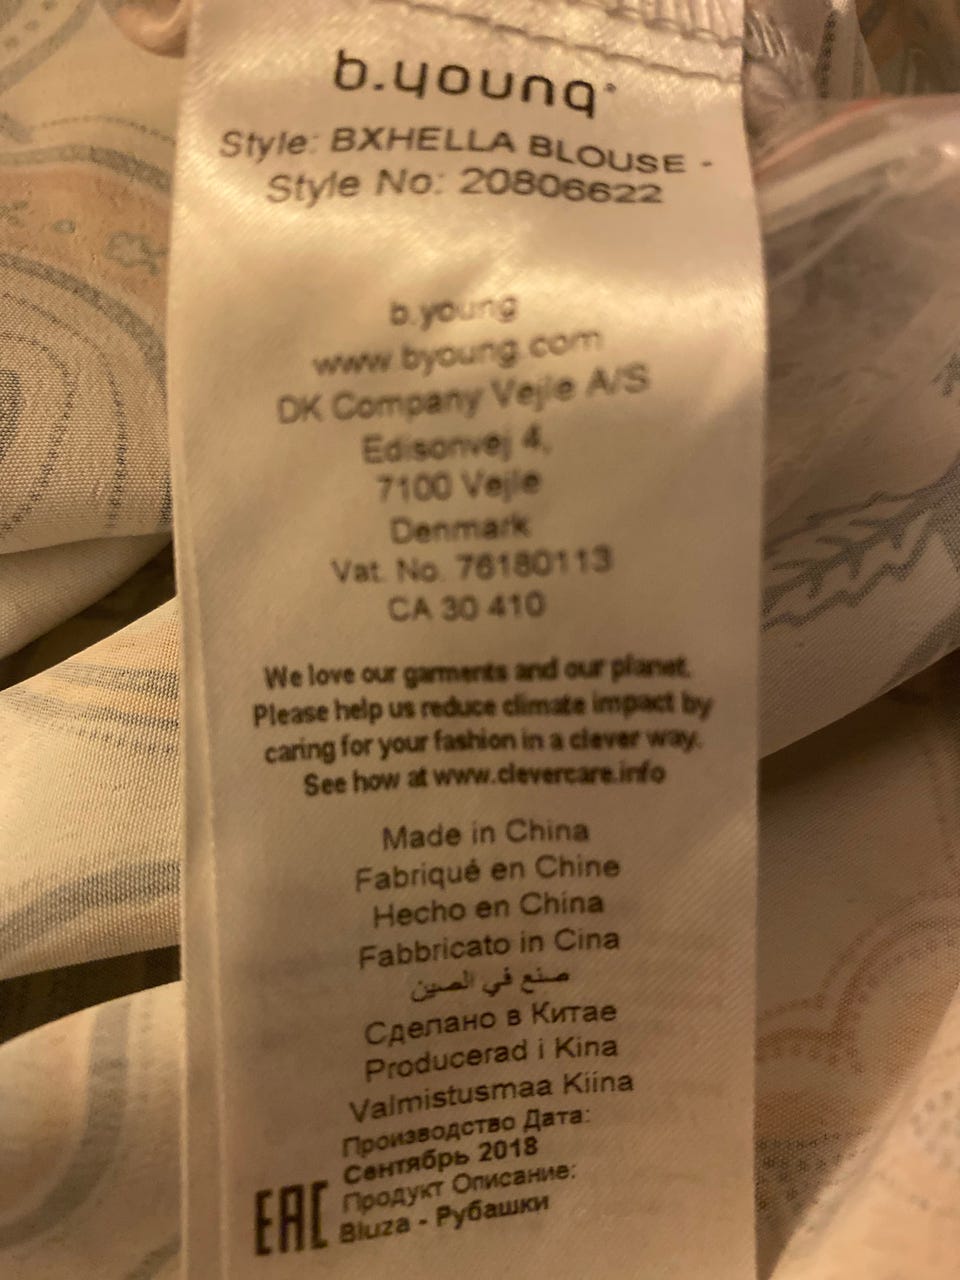 b.young®
Style: BXHELLA BLOUSE -
Style No: 20806622
b.young
www.byoung.com
DK Company Vejle A/S
Edisonvej 4,
7100 Vejle
Denmark
Vat. No. 76180113
CA 30 410
We love our garments and our planet.
Please help us reduce climate impact by
caring for your fashion in a clever way.
See how at www.clevercare.info
Made in China
Fabriqué en Chine
Hecho en China
Fabbricato in Cina
صنع في الصين
Сделано в Китае
Producerad i Kina
Valmistusmaa Kiina
Производство Дата:
Сентябрь 2018
Продукт Описание:
Bluza - Рубашки
EAC